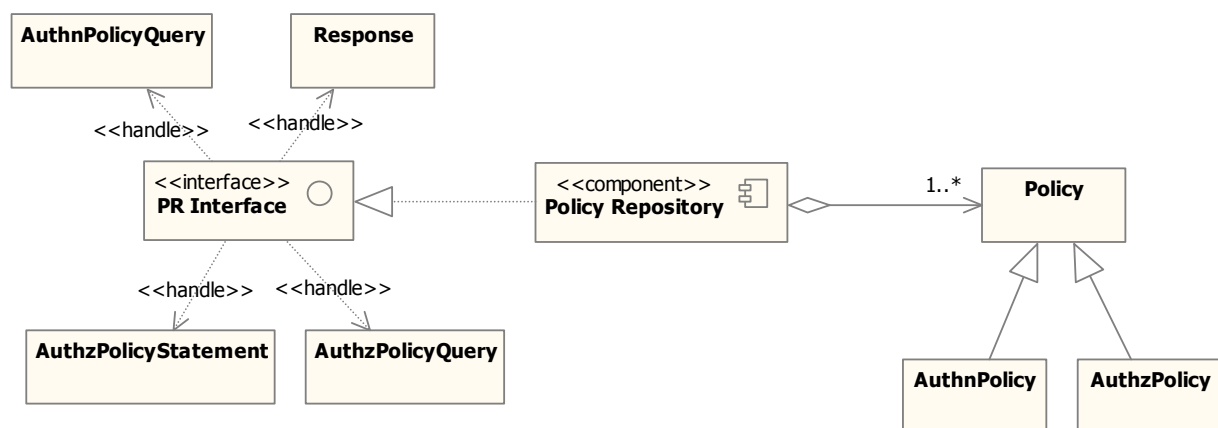 AuthnPolicyQuery
Response
<<handle>>
<<handle>>
<<interface>>
PR Interface
<<component>>
Policy Repository
1..*
Policy
<<handle>>
<<handle>>
AuthzPolicyStatement
AuthzPolicyQuery
AuthnPolicy
AuthzPolicy